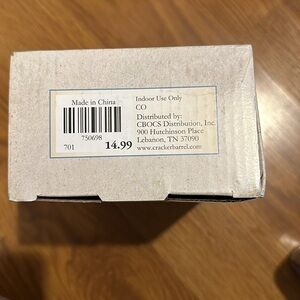 Made in China
750698
701
14.99
Indoor Use Only
CO
Distributed by:
CBOCS Distribution, Inc.
900 Hutchinson Place
Lebanon, TN 37090
www.crackerbarrel.com